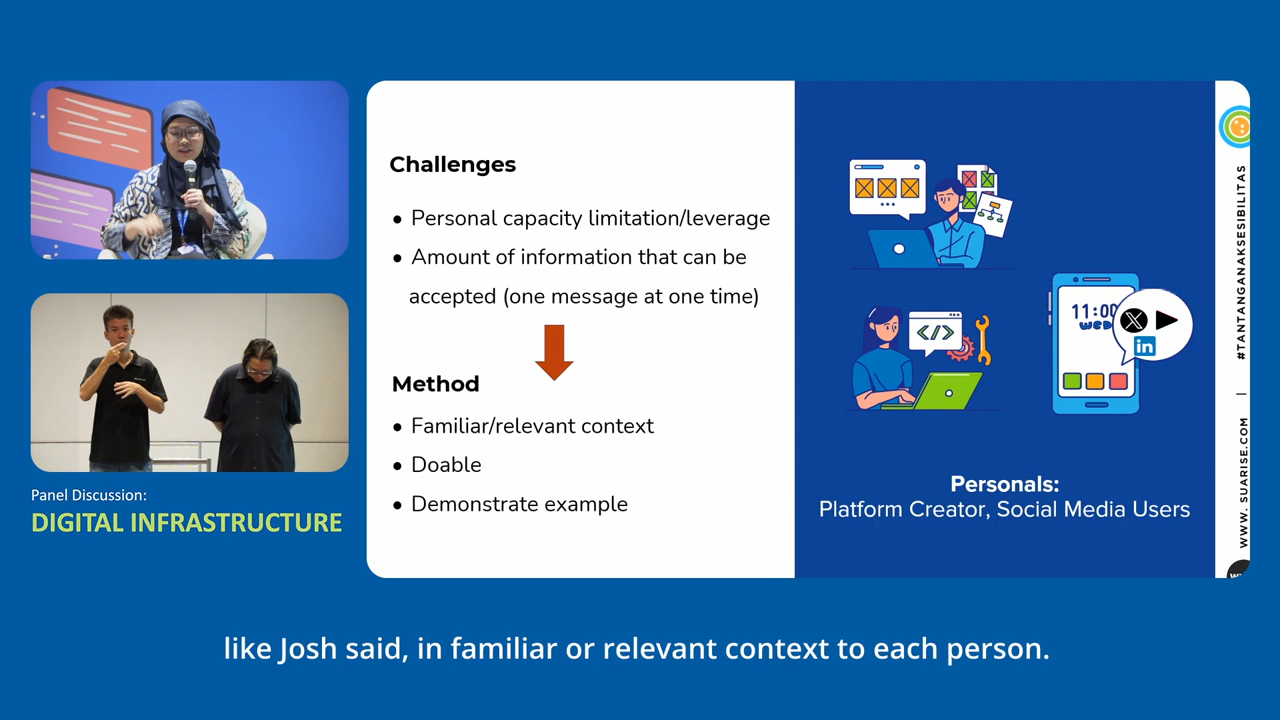 Panel Discussion:
DIGITAL INFRASTRUCTURE
Challenges
• Personal capacity limitation/leverage
• Amount of information that can be
accepted (one message at one time)
Method
• Familiar/relevant context
• Doable
• Demonstrate example
11:00
WED
X
in
</>
Personals:
Platform Creator, Social Media Users
WWW. SUARISE.COM | #TANTANGANAKSESIBILITAS
like Josh said, in familiar or relevant context to each person.